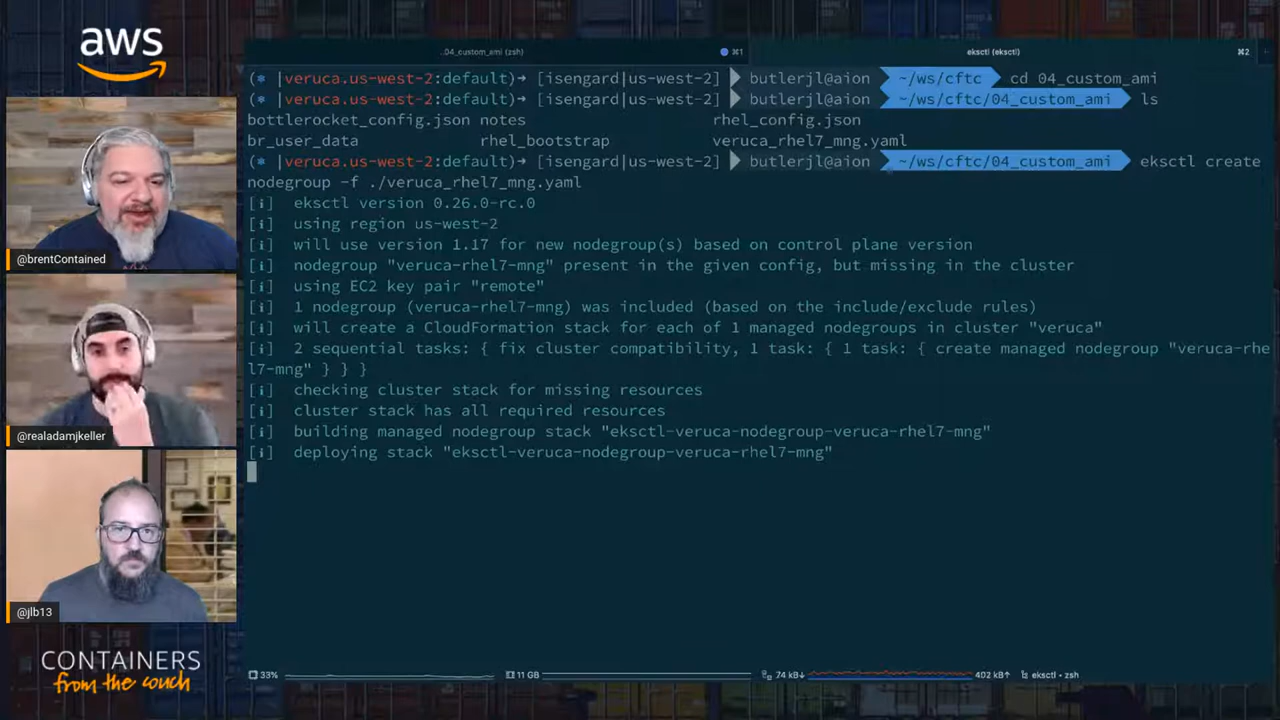 aws
@brentContained
@realadamjkeller
@jlb13
CONTAINERS
from the couch
..04_custom_ami (zsh)
⌘1
eksctl (eksctl)
⌘2
(⎈ |veruca.us-west-2:default)→ [isengard|us-west-2] butlerjl@aion ~/ws/cftc cd 04_custom_ami
(⎈ |veruca.us-west-2:default)→ [isengard|us-west-2] butlerjl@aion ~/ws/cftc/04_custom_ami ls
bottlerocket_config.json notes rhel_config.json
br_user_data rhel_bootstrap veruca_rhel7_mng.yaml
(⎈ |veruca.us-west-2:default)→ [isengard|us-west-2] butlerjl@aion ~/ws/cftc/04_custom_ami eksctl create
nodegroup -f ./veruca_rhel7_mng.yaml
[ℹ] eksctl version 0.26.0-rc.0
[ℹ] using region us-west-2
[ℹ] will use version 1.17 for new nodegroup(s) based on control plane version
[ℹ] nodegroup "veruca-rhel7-mng" present in the given config, but missing in the cluster
[ℹ] using EC2 key pair "remote"
[ℹ] 1 nodegroup (veruca-rhel7-mng) was included (based on the include/exclude rules)
[ℹ] will create a CloudFormation stack for each of 1 managed nodegroups in cluster "veruca"
[ℹ] 2 sequential tasks: { fix cluster compatibility, 1 task: { 1 task: { create managed nodegroup "veruca-rhe
l7-mng" } } }
[ℹ] checking cluster stack for missing resources
[ℹ] cluster stack has all required resources
[ℹ] building managed nodegroup stack "eksctl-veruca-nodegroup-veruca-rhel7-mng"
[ℹ] deploying stack "eksctl-veruca-nodegroup-veruca-rhel7-mng"
33% 11 GB 74 kB↓ 402 kB↑ eksctl • zsh